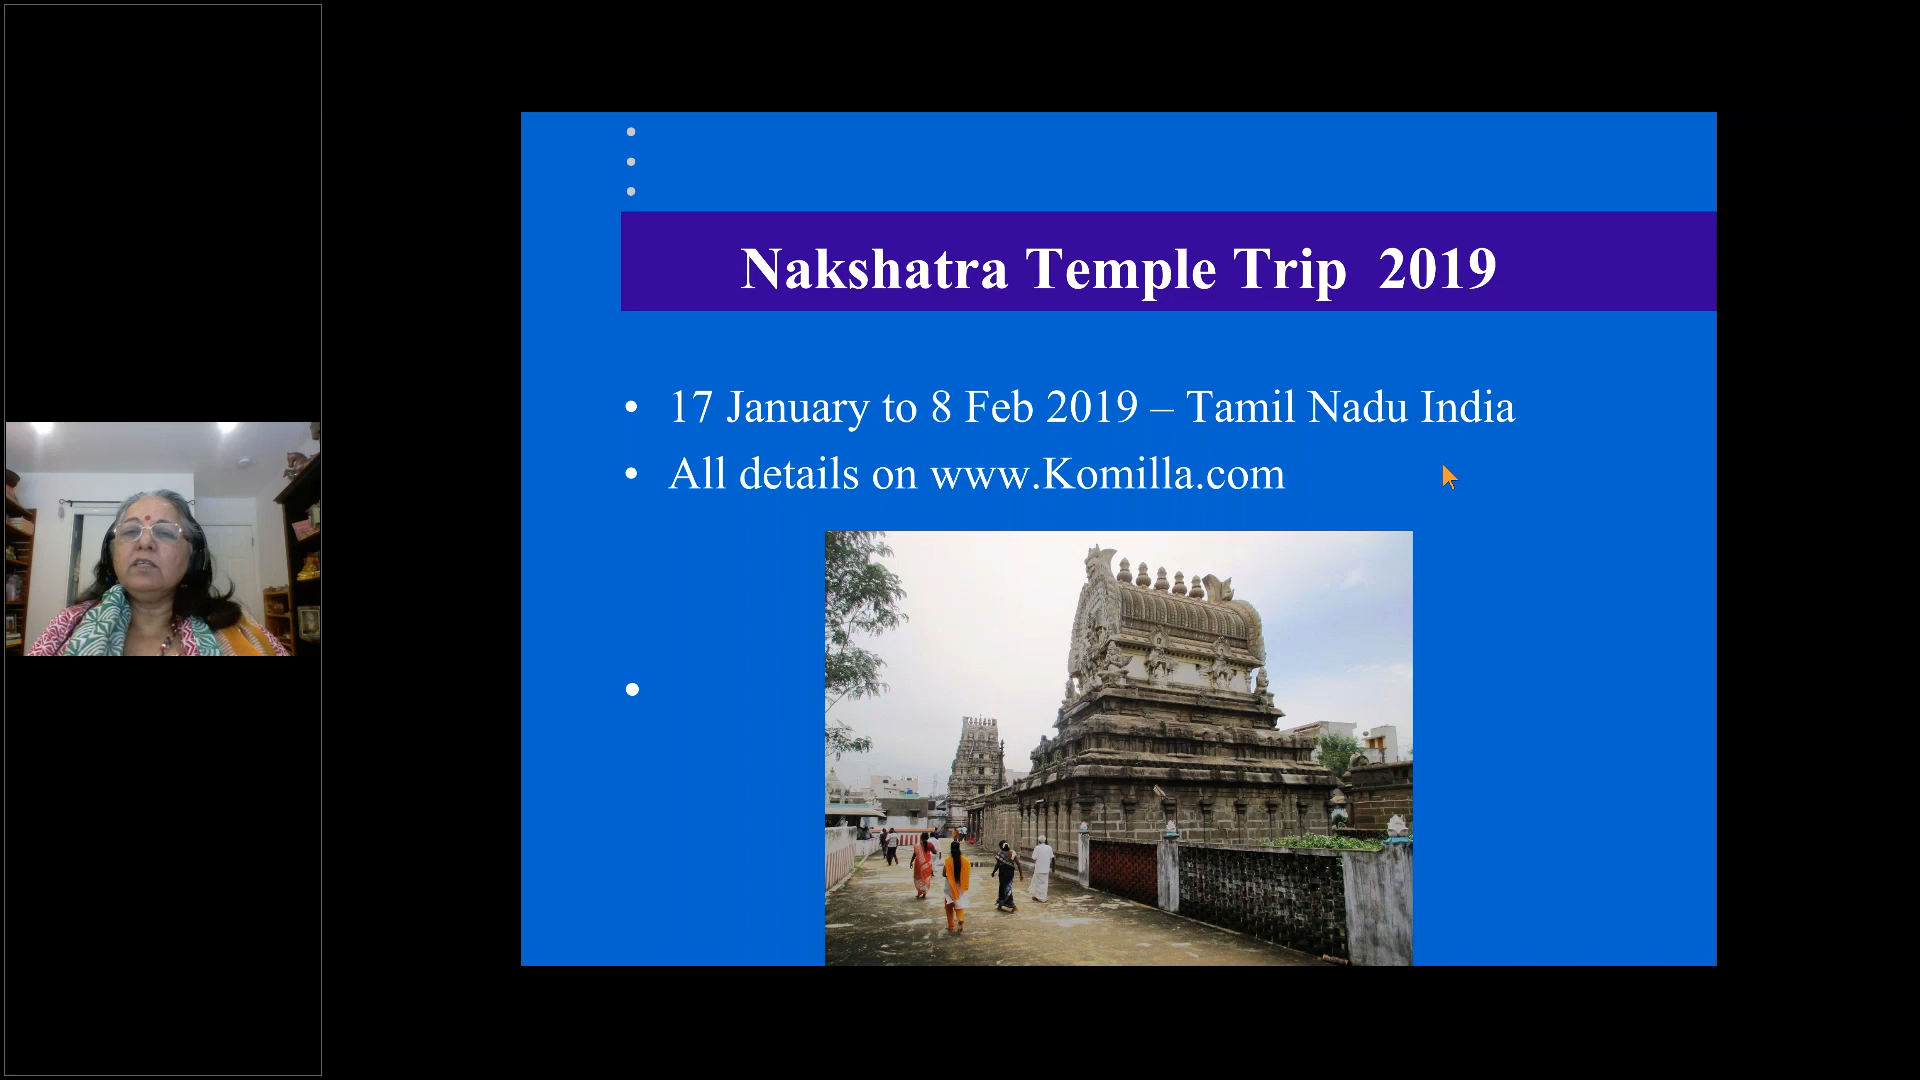 Nakshatra Temple Trip  2019
• 17 January to 8 Feb 2019 – Tamil Nadu India
• All details on www.Komilla.com